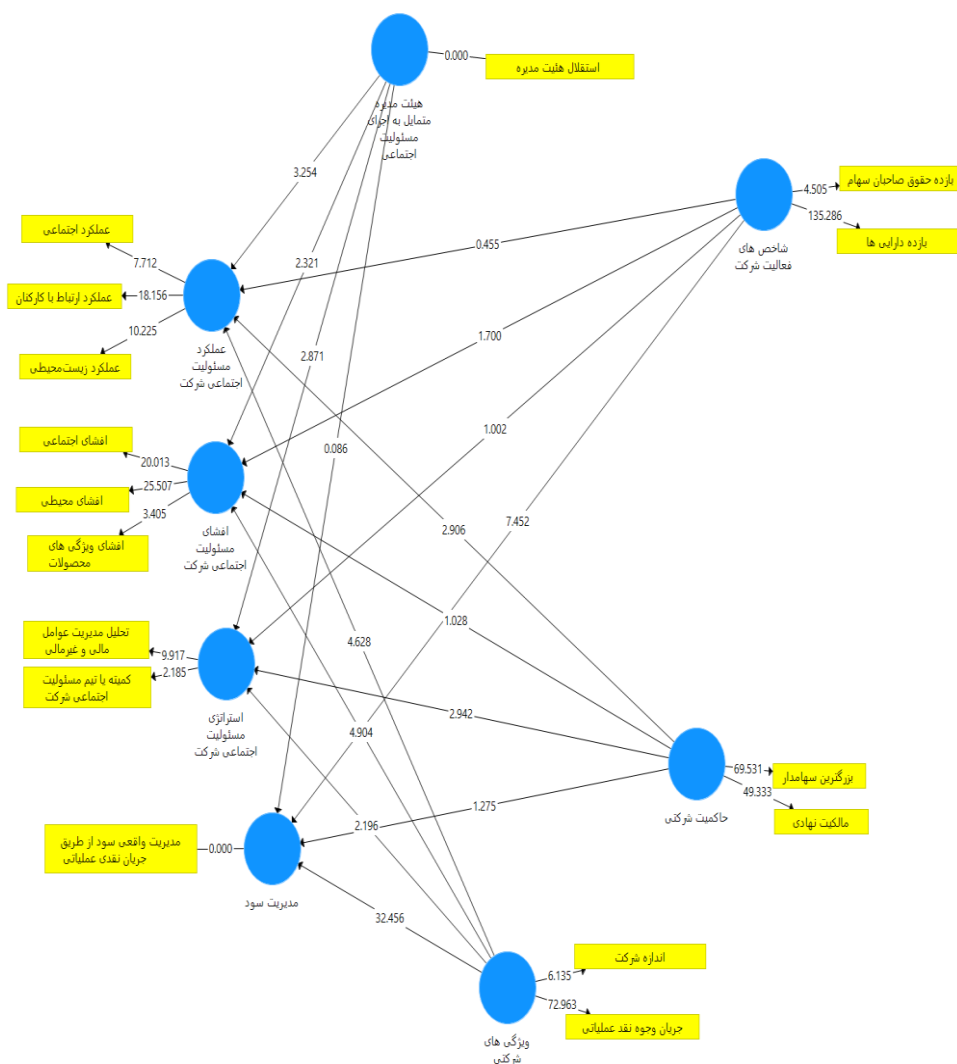 0.000
استقلال هئیت مدیره
هیئت مدیره
متمایل به اجرای
مسئولیت
اجتماعی
3.254
2.321
2.871
0.086
بازده حقوق صاحبان سهام
4.505
135.286
بازده دارایی ها
شاخص های
فعالیت شرکت
0.455
1.700
1.002
7.452
عملکرد اجتماعی
7.712
عملکرد ارتباط با کارکنان
18.156
10.225
عملکرد زیست‌محیطی
عملکرد
مسئولیت
اجتماعی شرکت
افشای اجتماعی
20.013
افشای محیطی
25.507
3.405
افشای ویژگی های
محصولات
افشای
مسئولیت
اجتماعی شرکت
2.906
1.028
4.628
2.942
4.904
1.275
2.196
32.456
تحلیل مدیریت عوامل
مالی و غیرمالی
9.917
2.185
کمیته یا تیم مسئولیت
اجتماعی شرکت
استراتژی
مسئولیت
اجتماعی شرکت
69.531
بزرگترین سهامدار
49.333
مالکیت نهادی
حاکمیت شرکتی
مدیریت واقعی سود از طریق
جریان نقدی عملیاتی
0.000
مدیریت سود
اندازه شرکت
6.135
72.963
جریان وجوه نقد عملیاتی
ویژگی های
شرکتی